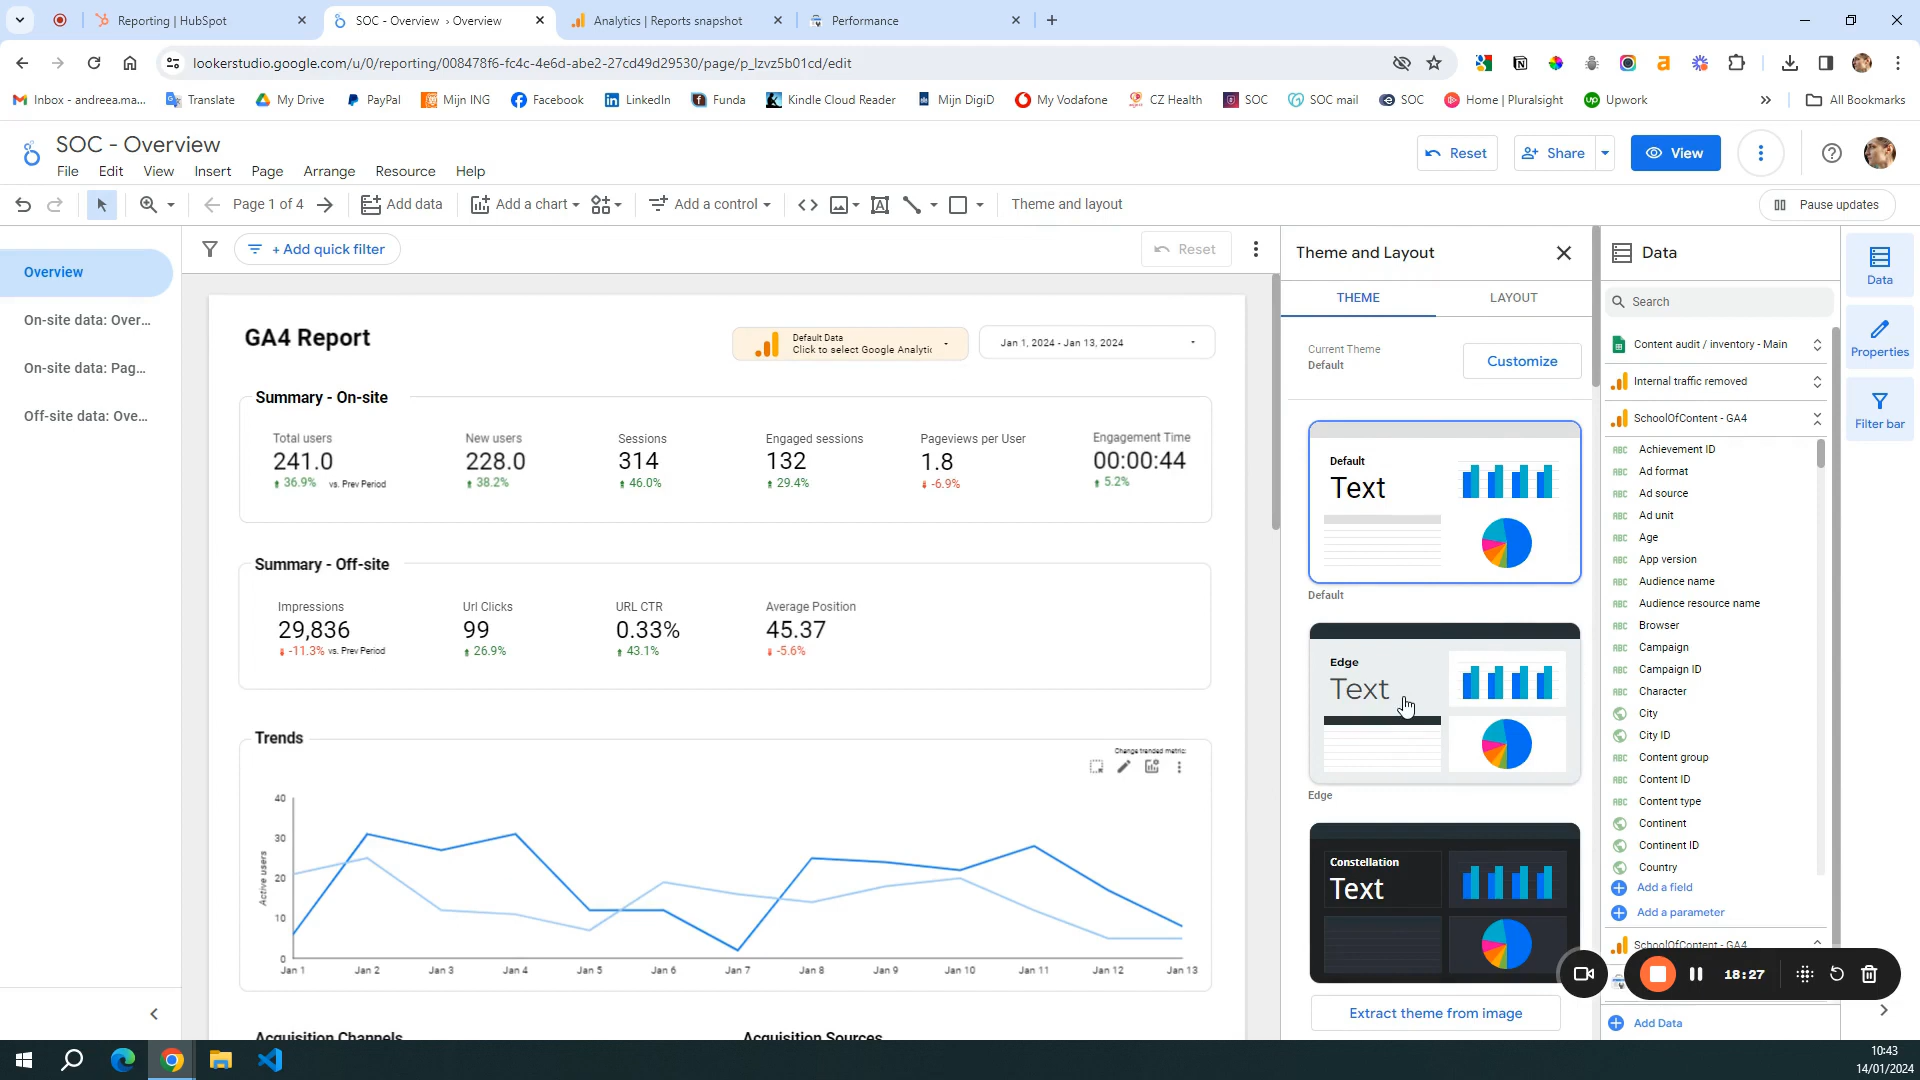 Reporting | HubSpot
SOC - Overview › Overview
Analytics | Reports snapshot
Performance
lookerstudio.google.com/u/0/reporting/008478f6-fc4c-4e6d-abe2-27cd49d29530/page/p_lzvz5b01cd/edit
Inbox - andreea.ma...
Translate
My Drive
PayPal
Mijn ING
Facebook
LinkedIn
Funda
Kindle Cloud Reader
Mijn DigiD
My Vodafone
CZ Health
SOC
SOC mail
SOC
Home | Pluralsight
Upwork
All Bookmarks
SOC - Overview
File Edit View Insert Page Arrange Resource Help
Reset
Share
View
Add data
Page 1 of 4
Add a chart
Add a control
Theme and layout
Pause updates
Overview
On-site data: Over...
On-site data: Pag...
Off-site data: Ove...
+ Add quick filter
Reset
GA4 Report
Default Data
Click to select Google Analytic
Jan 1, 2024 - Jan 13, 2024
Summary - On-site
Total users
241.0
36.9% vs. Prev Period
New users
228.0
38.2%
Sessions
314
46.0%
Engaged sessions
132
29.4%
Pageviews per User
1.8
-6.9%
Engagement Time
00:00:44
5.2%
Summary - Off-site
Impressions
29,836
-11.3% vs. Prev Period
Url Clicks
99
26.9%
URL CTR
0.33%
43.1%
Average Position
45.37
-5.6%
Trends
Change trended metric:
Active users
40
30
20
10
0
Jan 1 Jan 2 Jan 3 Jan 4 Jan 5 Jan 6 Jan 7 Jan 8 Jan 9 Jan 10 Jan 11 Jan 12 Jan 13
Acquisition Channels
Acquisition Sources
Theme and Layout
THEME
LAYOUT
Current Theme
Default
Customize
Default
Text
Default
Edge
Text
Edge
Constellation
Text
Extract theme from image
Data
Search
Content audit / inventory - Main
Internal traffic removed
SchoolOfContent - GA4
ABC Achievement ID
ABC Ad format
ABC Ad source
ABC Ad unit
ABC Age
ABC App version
ABC Audience name
ABC Audience resource name
ABC Browser
ABC Campaign
ABC Campaign ID
ABC Character
City
City ID
ABC Content group
ABC Content ID
ABC Content type
Continent
Continent ID
Country
Add a field
Add a parameter
SchoolOfContent - GA4
Add Data
Data
Properties
Filter bar
18:27
10:43
14/01/2024